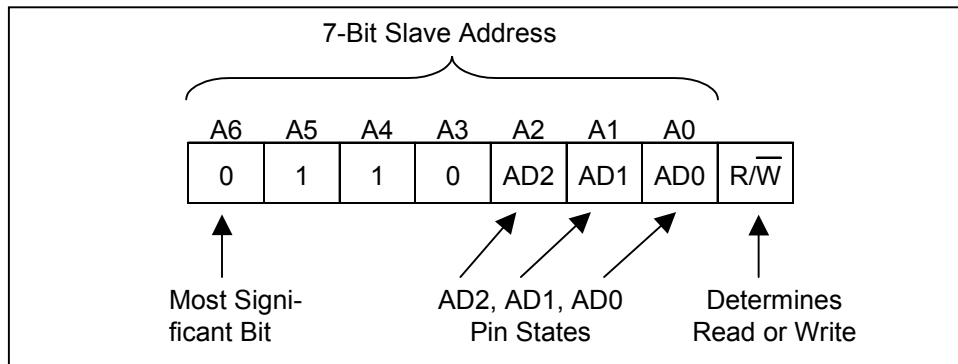 7-Bit Slave Address
A6 A5 A4 A3 A2 A1 A0
0 1 1 0 AD2 AD1 AD0 R/W̅
Most Signi- AD2, AD1, AD0 Determines
ficant Bit Pin States Read or Write